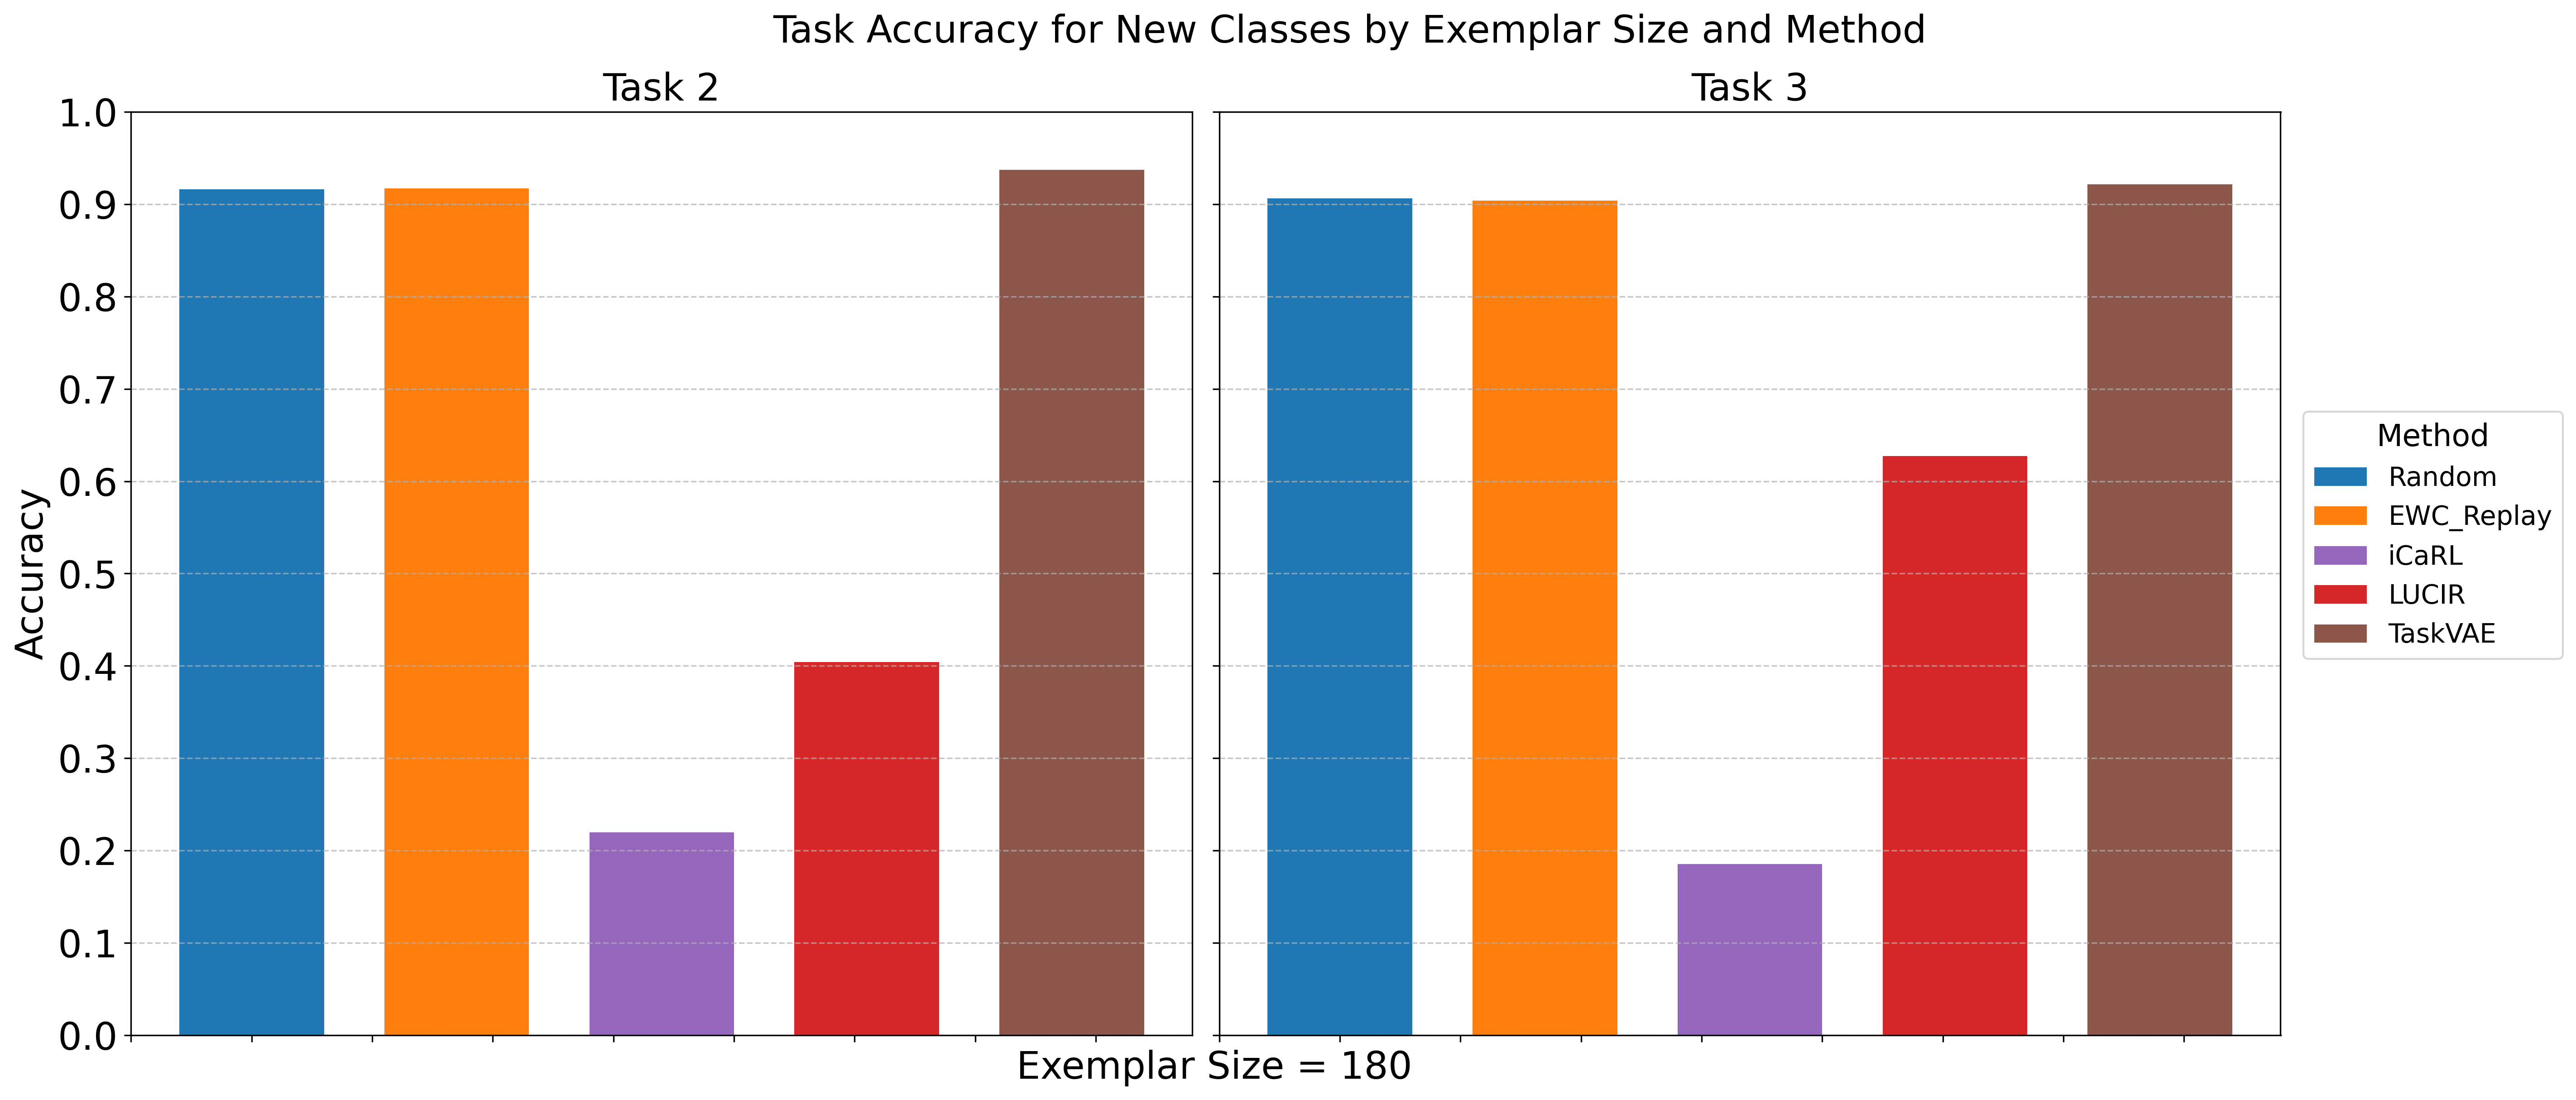 Task Accuracy for New Classes by Exemplar Size and Method
Task 2
Task 3
1.0
0.9
0.8
0.7
0.6
0.5
0.4
0.3
0.2
0.1
0.0
Accuracy
Exemplar Size = 180
Method
Random
EWC_Replay
iCaRL
LUCIR
TaskVAE